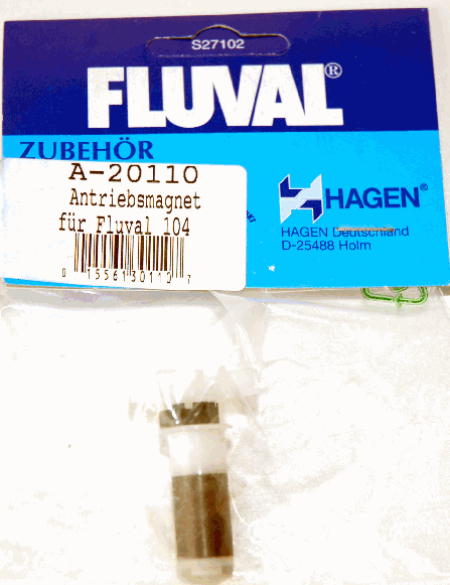 S27102
FLUVAL®
ZUBEHÖR
A-20110
Antriebsmagnet
für Fluval 104
0 15561 30110 7
HAGEN®
HAGEN Deutschland
D-25488 Holm